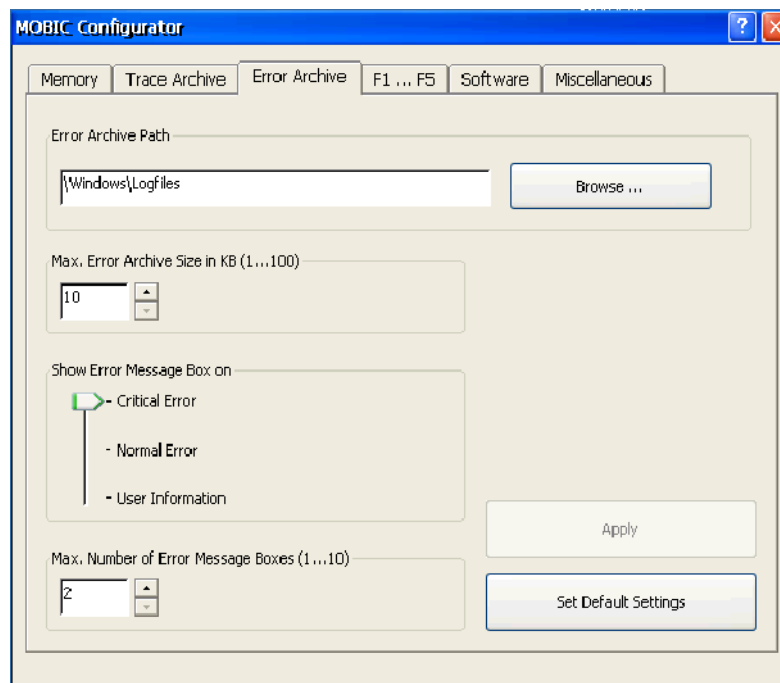 MOBIC Configurator
Memory Trace Archive Error Archive F1 ... F5 Software Miscellaneous
Error Archive Path
\Windows\Logfiles Browse ...
Max. Error Archive Size in KB (1...100)
10
Show Error Message Box on
- Critical Error
- Normal Error
- User Information
Apply
Max. Number of Error Message Boxes (1...10)
2
Set Default Settings